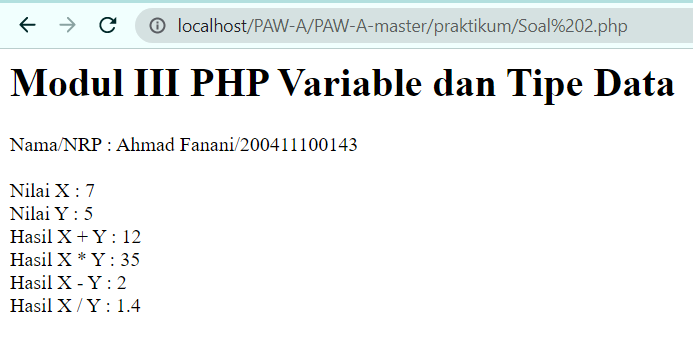 localhost/PAW-A/PAW-A-master/praktikum/Soal%202.php
Modul III PHP Variable dan Tipe Data
Nama/NRP : Ahmad Fanani/200411100143
Nilai X : 7
Nilai Y : 5
Hasil X + Y : 12
Hasil X * Y : 35
Hasil X - Y : 2
Hasil X / Y : 1.4